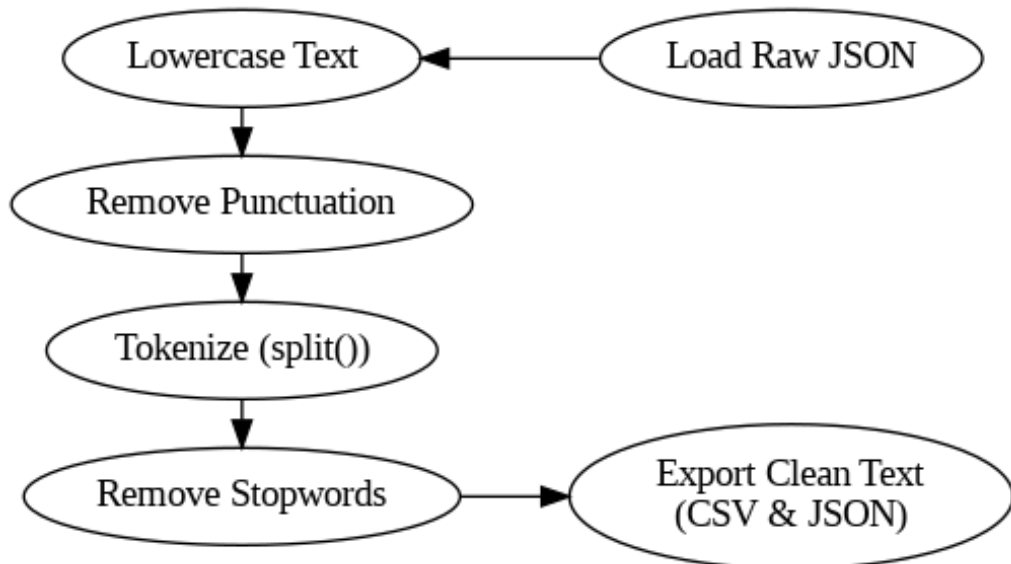 Lowercase Text
Load Raw JSON
Remove Punctuation
Tokenize (split())
Remove Stopwords
Export Clean Text
(CSV & JSON)